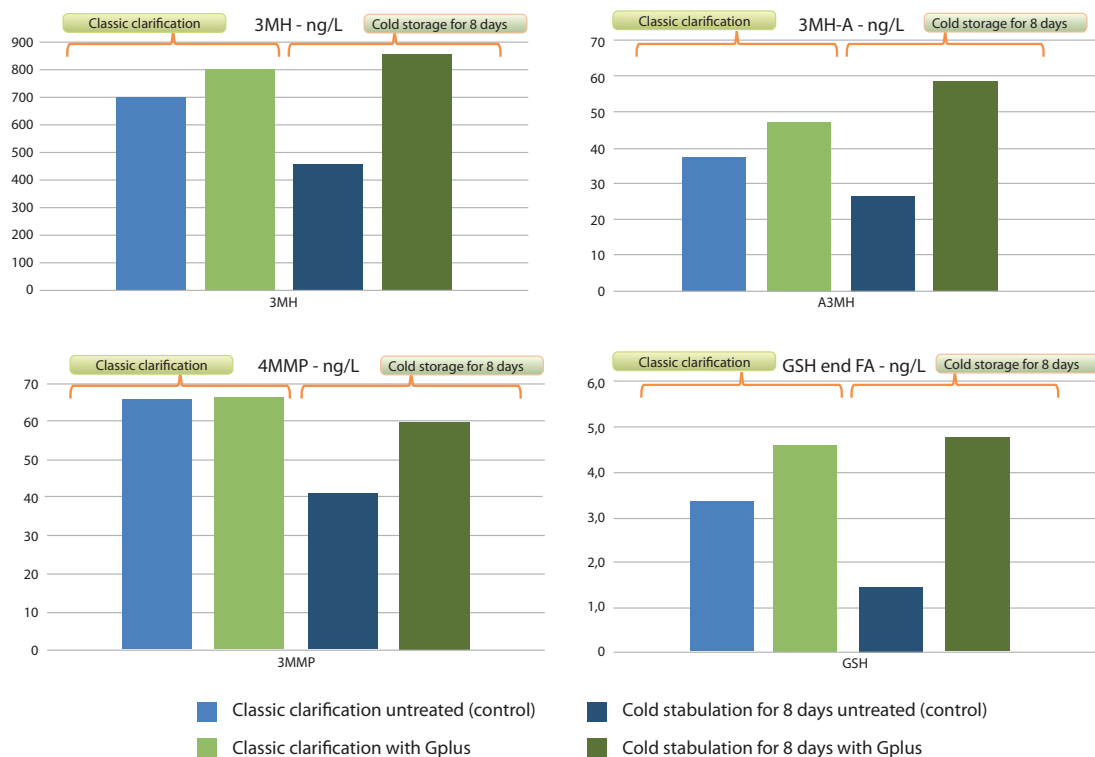 Classic clarification
3MH - ng/L
Cold storage for 8 days
900
800
700
600
500
400
300
200
100
0
3MH
Classic clarification
3MH-A - ng/L
Cold storage for 8 days
70
60
50
40
30
20
10
0
A3MH
Classic clarification
4MMP - ng/L
Cold storage for 8 days
70
60
50
40
30
20
10
0
3MMP
Classic clarification
GSH end FA - ng/L
Cold storage for 8 days
6,0
5,0
4,0
3,0
2,0
1,0
0
GSH
Classic clarification untreated (control)
Cold stabulation for 8 days untreated (control)
Classic clarification with Gplus
Cold stabulation for 8 days with Gplus